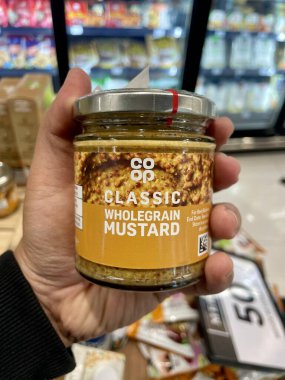 CO
OP
CLASSIC
WHOLEGRAIN
MUSTARD
50